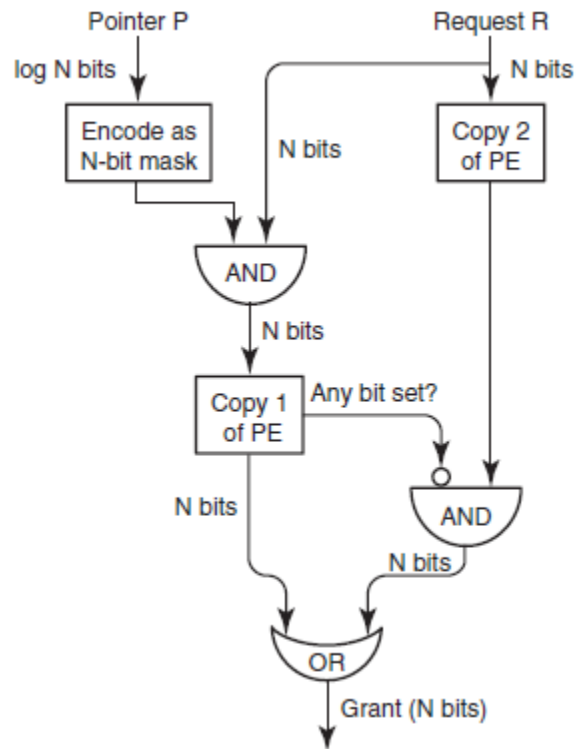 Pointer P
Request R
log N bits
N bits
Encode as
N-bit mask
Copy 2
of PE
N bits
AND
N bits
Copy 1
of PE
Any bit set?
N bits
AND
N bits
OR
Grant (N bits)